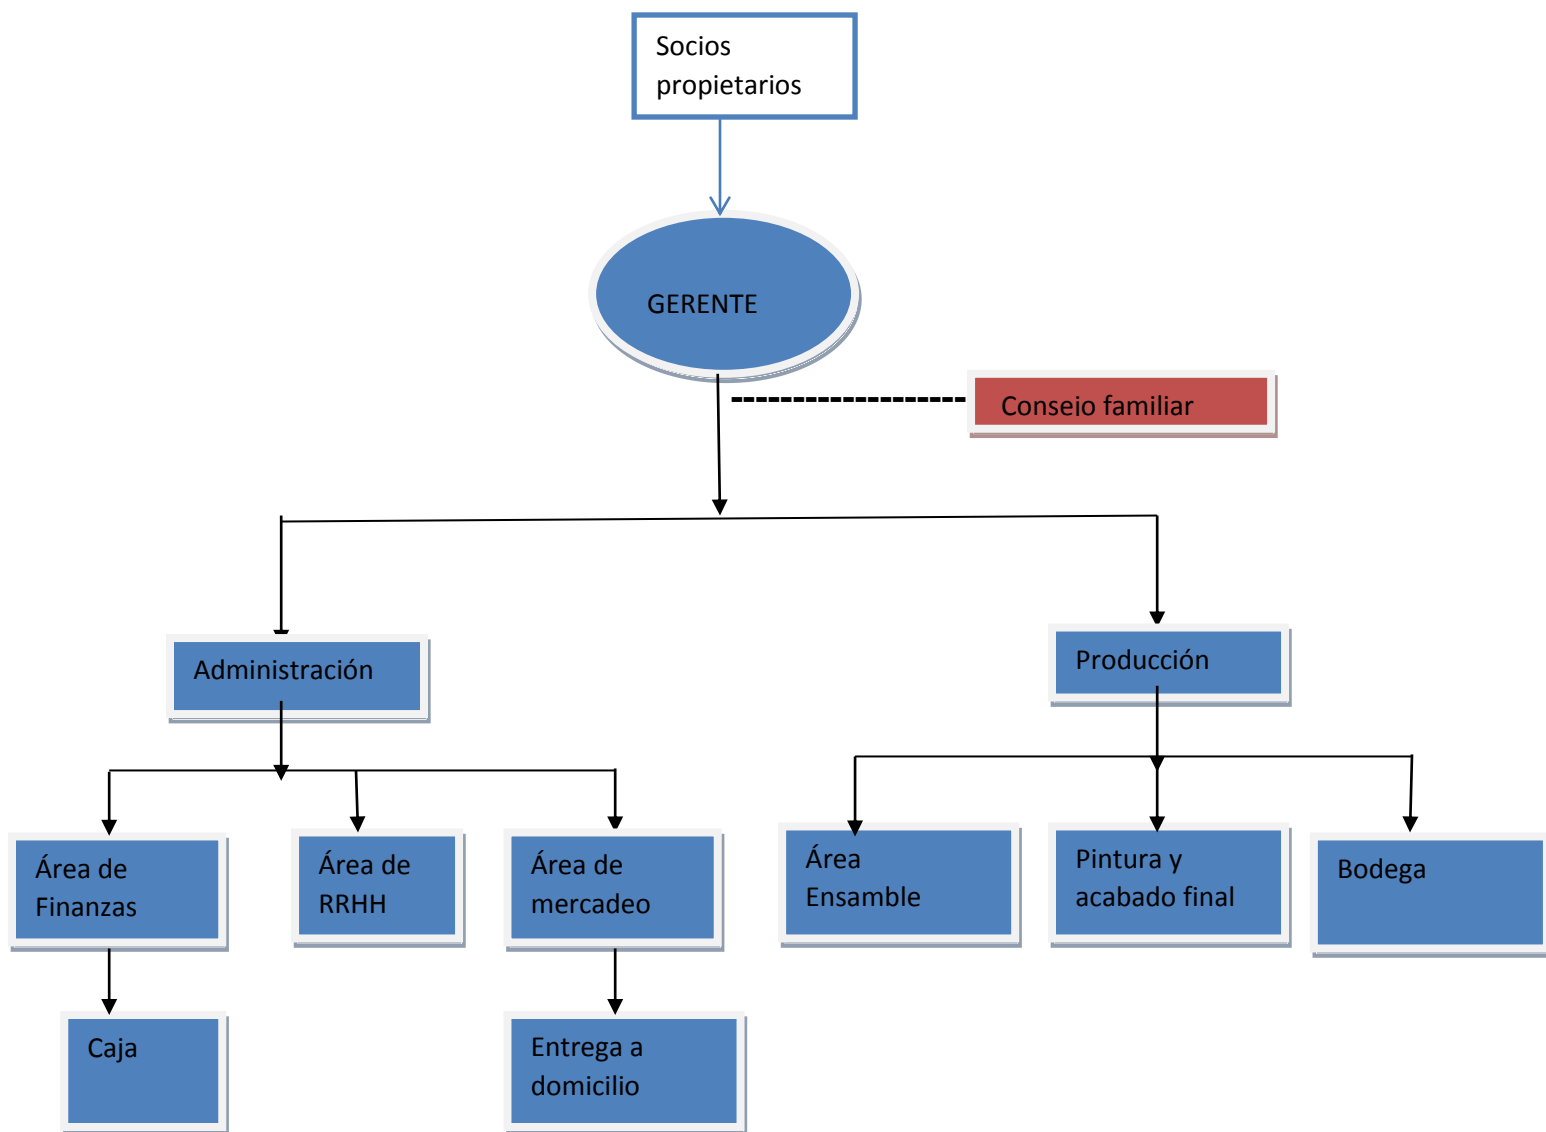 Socios
propietarios
GERENTE
Consejo familiar
Administración
Producción
Área de
Finanzas
Área de
RRHH
Área de
mercadeo
Área
Ensamble
Pintura y
acabado final
Bodega
Caja
Entrega a
domicilio